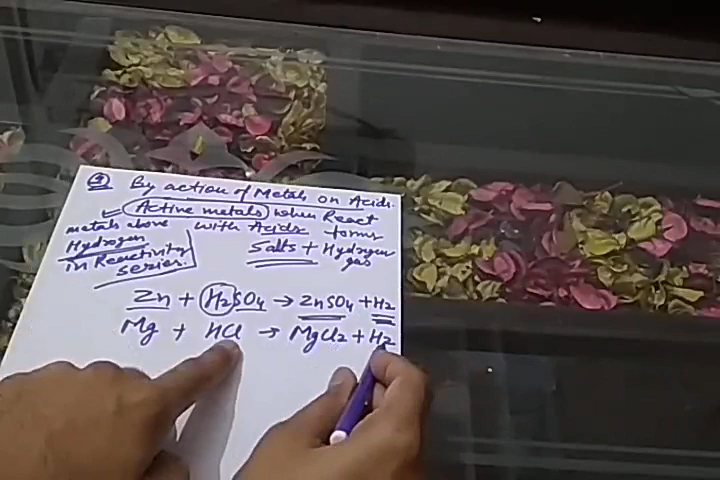 ④ By action of Metals on Acids
Active metals when React
with Acids forms
Salts + Hydrogen
gas
metals above
Hydrogen
in Reactivity
series.
Zn + H₂SO₄ → ZnSO₄ + H₂
Mg + HCl → MgCl₂ + H₂